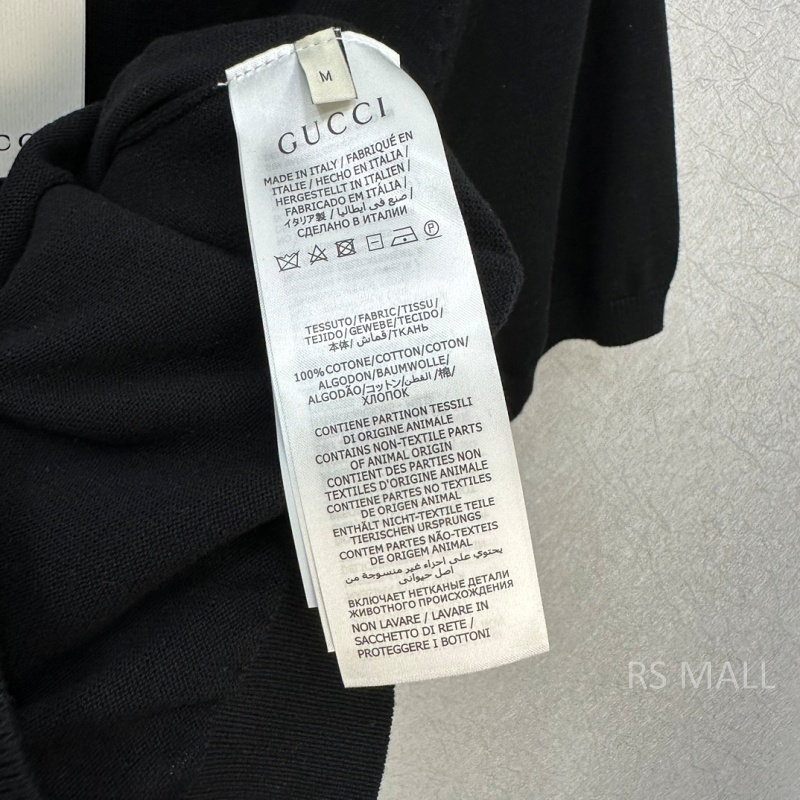 M
GUCCI
MADE IN ITALY / FABRIQUÉ EN
ITALIE / HECHO EN ITALIA/
HERGESTELLT IN ITALIEN/
FABRICADO EM ITÁLIA/
イタリア製 / صنع في ايطاليا /
СДЕЛАНО В ИТАЛИИ
TESSUTO/FABRIC/TISSU/
TEJIDO/GEWEBE/TECIDO/
本体/ قماش/ТКАНЬ
100%COTONE/COTTON/COTON/
ALGODON/BAUMWOLLE/
ALGODÃO/コットン/القطن /棉/
ХЛОПОК
CONTIENE PARTINON TESSILI
DI ORIGINE ANIMALE
CONTAINS NON-TEXTILE PARTS
OF ANIMAL ORIGIN
CONTIENT DES PARTIES NON
TEXTILES D'ORIGINE ANIMALE
CONTIENE PARTES NO TEXTILES
DE ORIGEN ANIMAL
ENTHÄLT NICHT-TEXTILE TEILE
TIERISCHEN URSPRUNGS
CONTEM PARTES NÃO-TEXTEIS
DE ORIGEM ANIMAL
يحتوي على اجزاء غير منسوجة من
اصل حيواني
ВКЛЮЧАЕТ НЕТКАНЫЕ ДЕТАЛИ
ЖИВОТНОГО ПРОИСХОЖДЕНИЯ
NON LAVARE / LAVARE IN
SACCHETTO DI RETE /
PROTEGGERE I BOTTONI
RS MALL